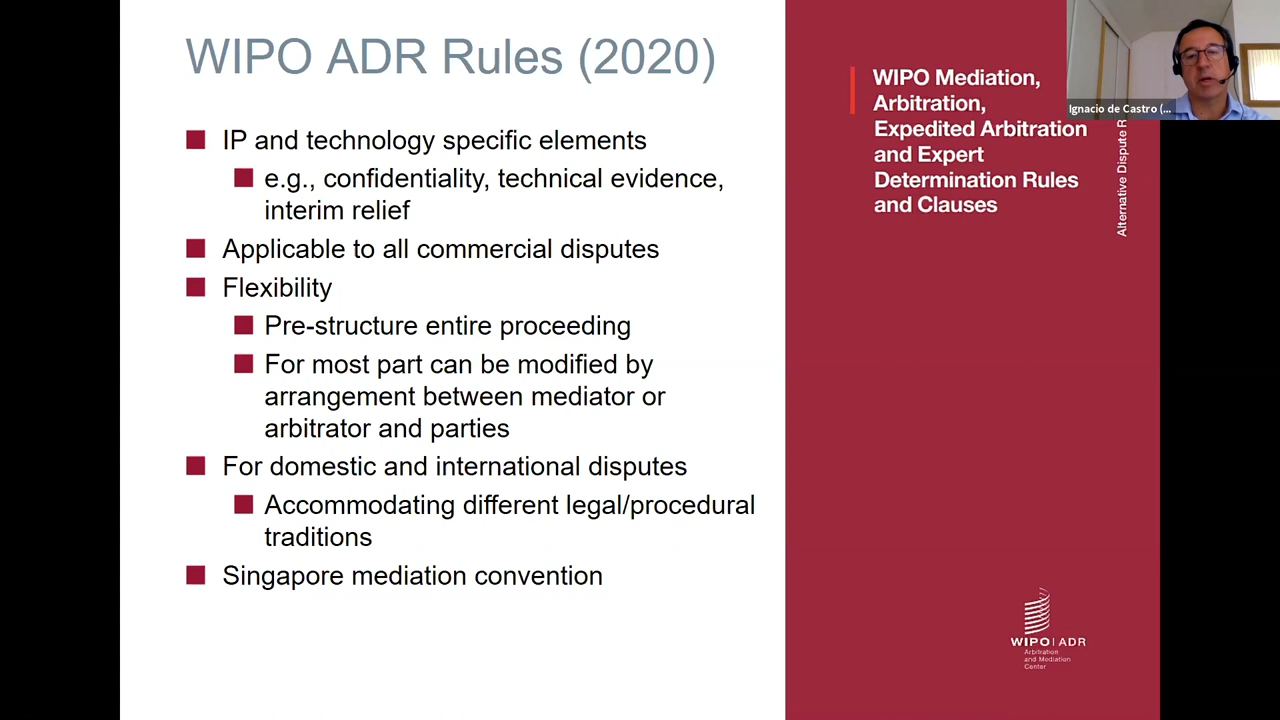 WIPO ADR Rules (2020)
IP and technology specific elements
e.g., confidentiality, technical evidence,
interim relief
Applicable to all commercial disputes
Flexibility
Pre-structure entire proceeding
For most part can be modified by
arrangement between mediator or
arbitrator and parties
For domestic and international disputes
Accommodating different legal/procedural
traditions
Singapore mediation convention
WIPO Mediation,
Arbitration,
Expedited Arbitration
and Expert
Determination Rules
and Clauses
Alternative Dispute R
Ignacio de Castro (...
WIPO | ADR
Arbitration
and Mediation
Center